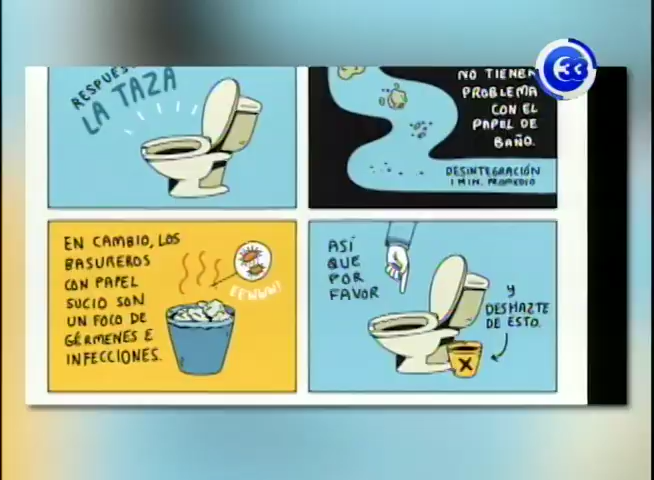 LA TAZA
NO TIENEN
PROBLEMA
CON EL
PAPEL DE
BAÑO.
DESINTEGRACIÓN
1 MIN. PROMEDIO
33
EN CAMBIO, LOS
BASUREROS
CON PAPEL
SUCIO SON
UN FOCO DE
GÉRMENES E
INFECCIONES.
EEWWW!
ASÍ
QUE
POR
FAVOR
Y
DESHAZTE
DE ESTO.
X